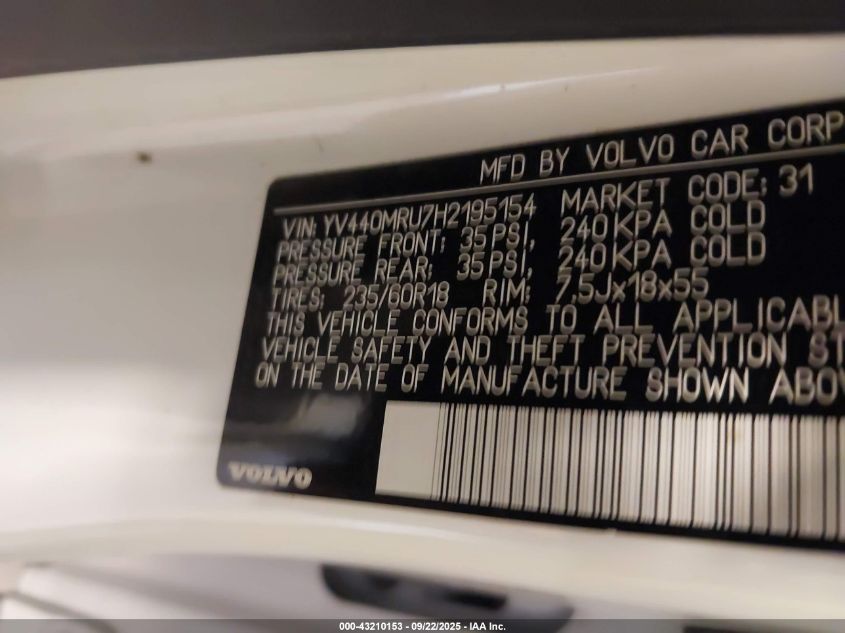 MFD BY VOLVO CAR CORP
VIN: YV440MRU7H2195154 MARKET CODE: 31
PRESSURE FRONT: 35PSI, 240KPA COLD
PRESSURE REAR: 35PSI, 240KPA COLD
TIRES: 235/60R18 RIM: 7,5Jx18x55
THIS VEHICLE CONFORMS TO ALL APPLICABL
VEHICLE SAFETY AND THEFT PREVENTION ST
ON THE DATE OF MANUFACTURE SHOWN ABOV
VOLVO
000-43210153 - 09/22/2025 - IAA Inc.